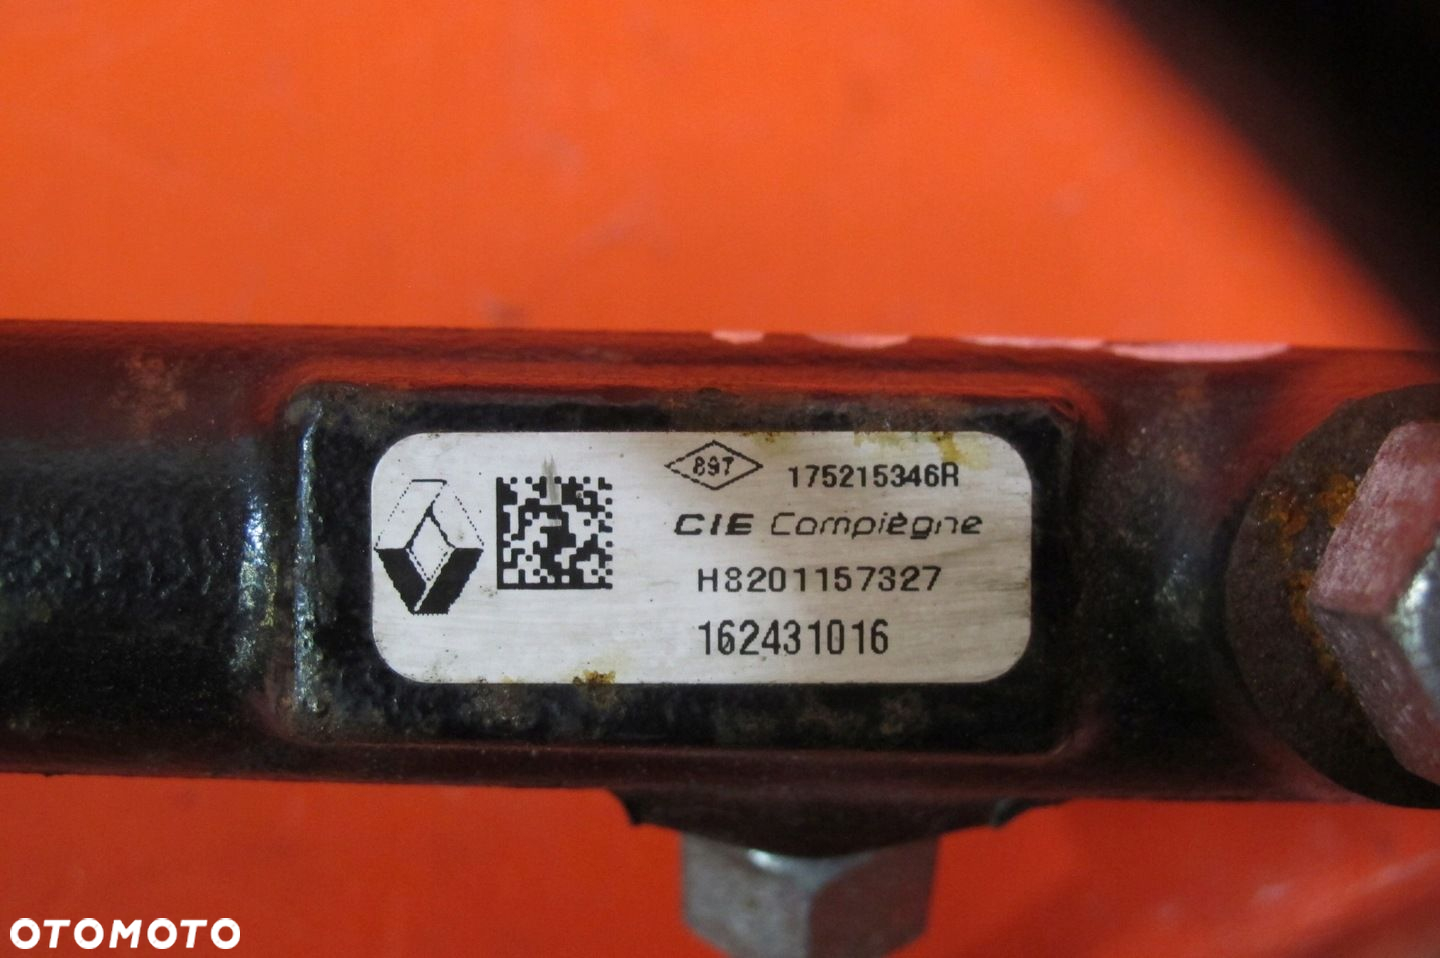 897 175215346R
CIE Compiègne
H8201157327
162431016
OTOMOTO